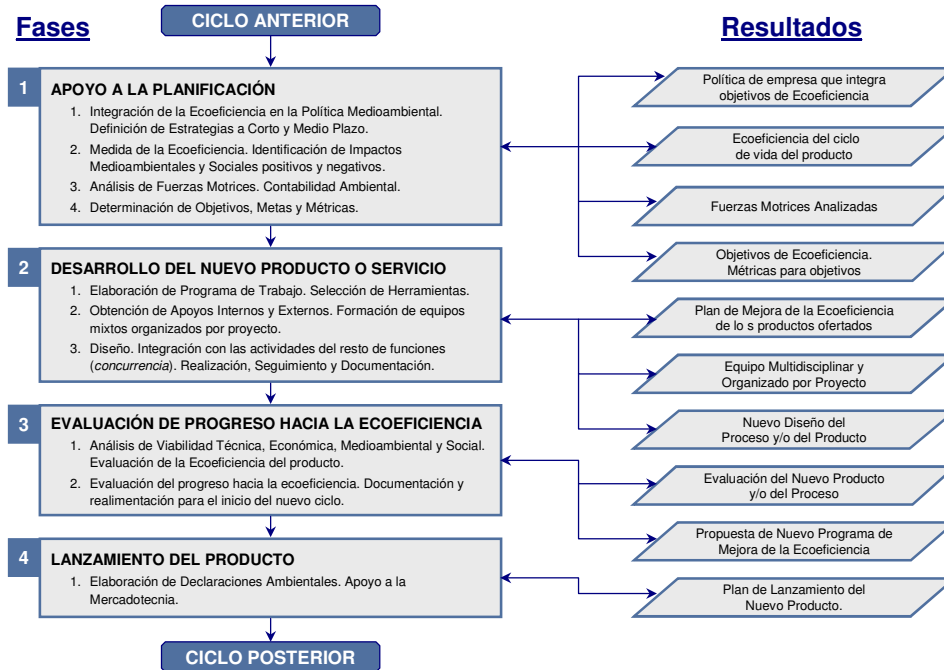 Fases
CICLO ANTERIOR
Resultados
1
APOYO A LA PLANIFICACIÓN
1. Integración de la Ecoeficiencia en la Política Medioambiental.
Definición de Estrategias a Corto y Medio Plazo.
2. Medida de la Ecoeficiencia. Identificación de Impactos
Medioambientales y Sociales positivos y negativos.
3. Análisis de Fuerzas Motrices. Contabilidad Ambiental.
4. Determinación de Objetivos, Metas y Métricas.
Política de empresa que integra
objetivos de Ecoeficiencia
Ecoeficiencia del ciclo
de vida del producto
Fuerzas Motrices Analizadas
Objetivos de Ecoeficiencia.
Métricas para objetivos
2
DESARROLLO DEL NUEVO PRODUCTO O SERVICIO
1. Elaboración de Programa de Trabajo. Selección de Herramientas.
2. Obtención de Apoyos Internos y Externos. Formación de equipos
mixtos organizados por proyecto.
3. Diseño. Integración con las actividades del resto de funciones
(concurrencia). Realización, Seguimiento y Documentación.
Plan de Mejora de la Ecoeficiencia
de lo s productos ofertados
Equipo Multidisciplinar y
Organizado por Proyecto
Nuevo Diseño del
Proceso y/o del Producto
3
EVALUACIÓN DE PROGRESO HACIA LA ECOEFICIENCIA
1. Análisis de Viabilidad Técnica, Económica, Medioambiental y Social.
Evaluación de la Ecoeficiencia del producto.
2. Evaluación del progreso hacia la ecoeficiencia. Documentación y
realimentación para el inicio del nuevo ciclo.
Evaluación del Nuevo Producto
y/o del Proceso
Propuesta de Nuevo Programa de
Mejora de la Ecoeficiencia
4
LANZAMIENTO DEL PRODUCTO
1. Elaboración de Declaraciones Ambientales. Apoyo a la
Mercadotecnia.
Plan de Lanzamiento del
Nuevo Producto.
CICLO POSTERIOR